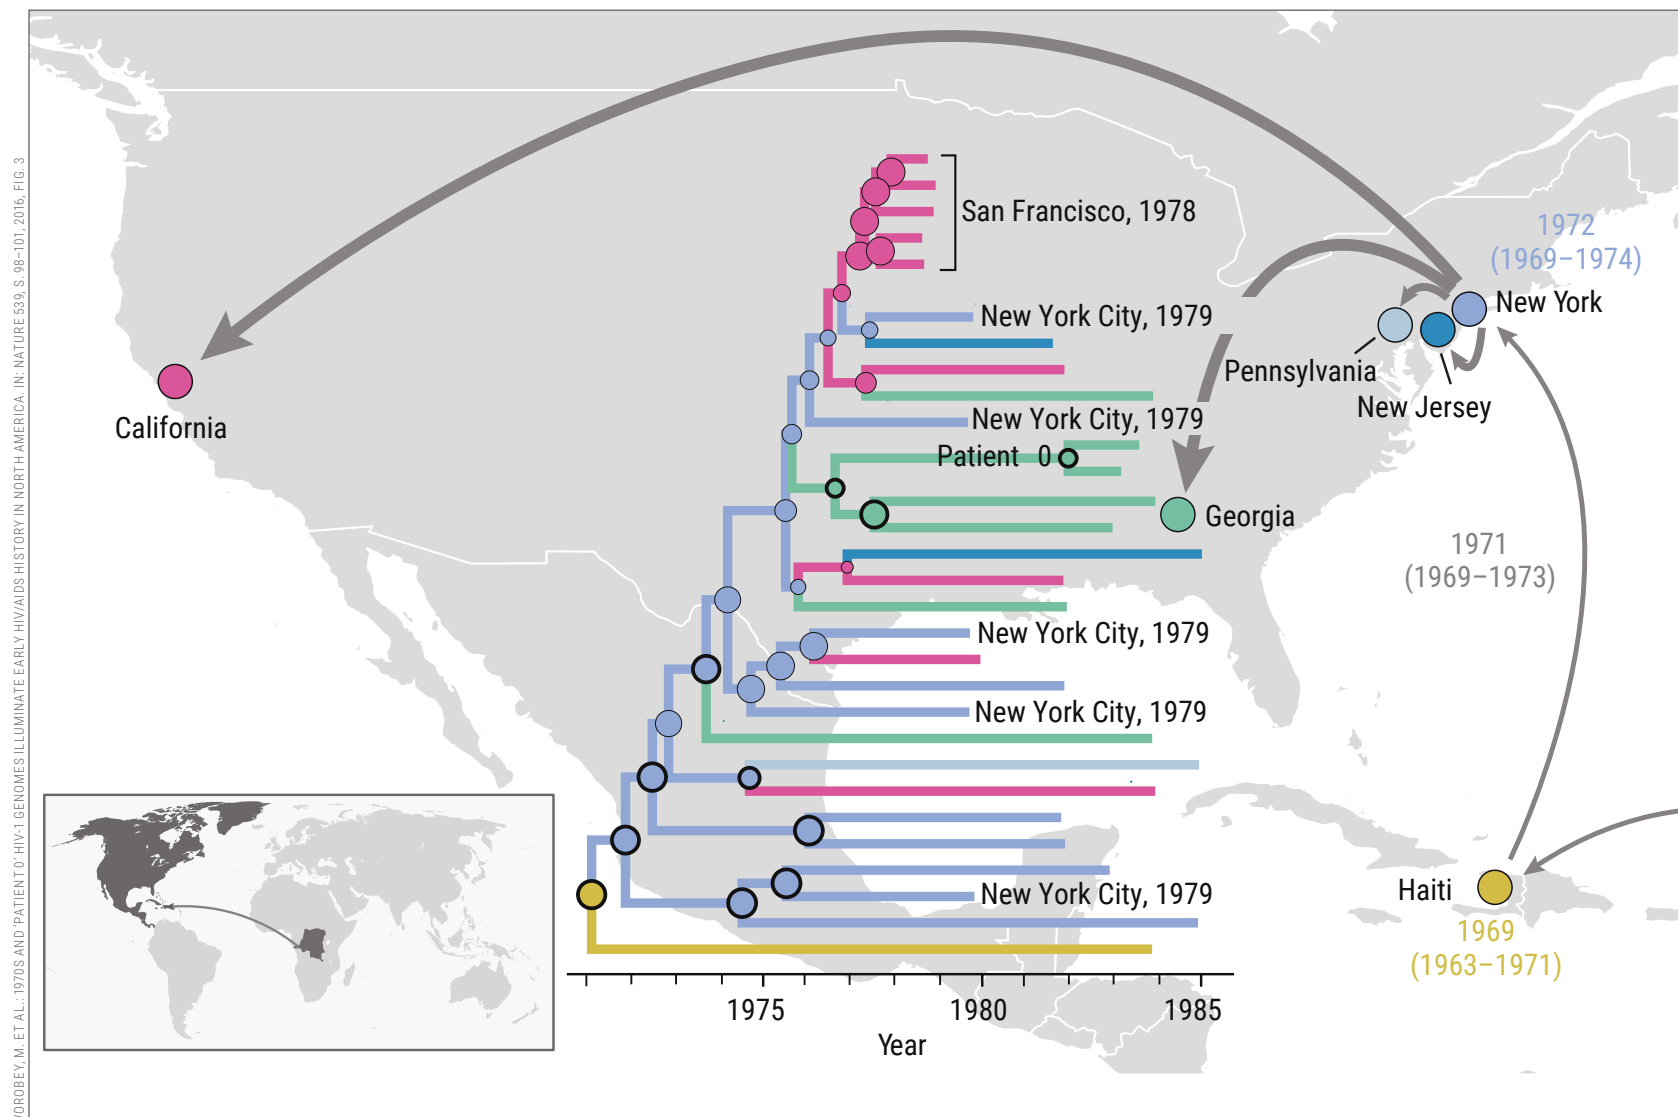 OROBEY, M. ET AL.: 1970S AND 'PATIENT 0' HIV-1 GENOMES ILLUMINATE EARLY HIV/AIDS HISTORY IN NORTH AMERICA. IN: NATURE 539, S. 98–101, 2016, FIG. 3
San Francisco, 1978
1972
(1969–1974)
New York
New York City, 1979
Pennsylvania
New Jersey
California
New York City, 1979
Patient 0
Georgia
1971
(1969–1973)
New York City, 1979
New York City, 1979
Haiti
New York City, 1979
1969
(1963–1971)
1975
1980
1985
Year